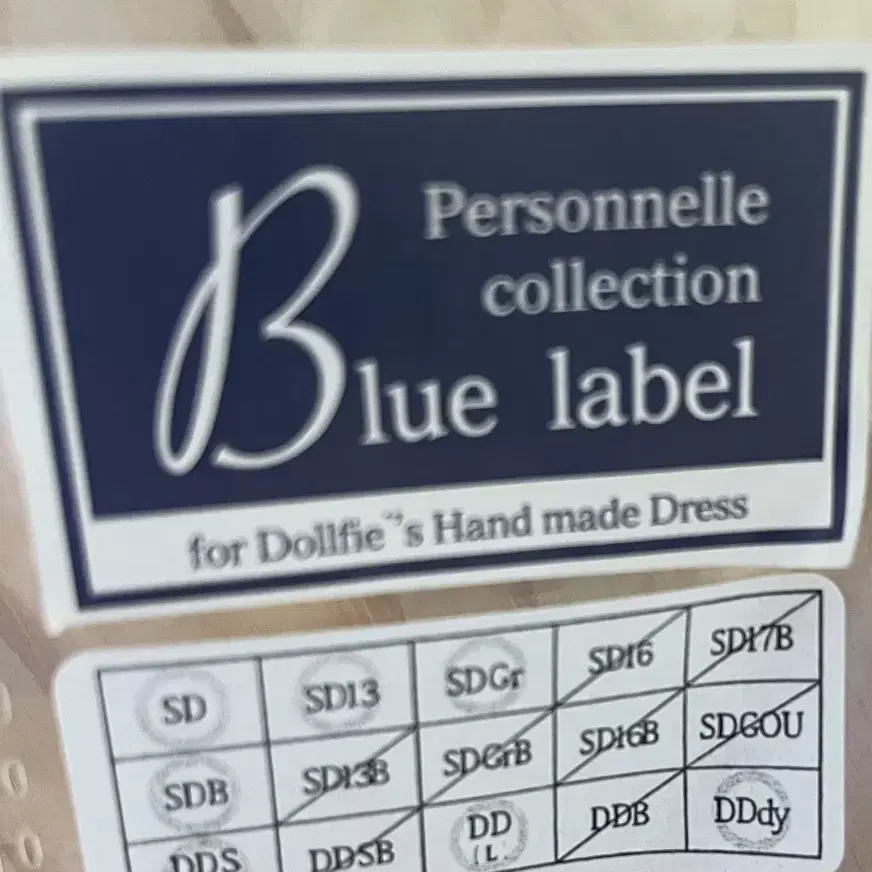 Personnelle
collection
Blue label
for Dollfie™'s Hand made Dress
SD SD13 SDGr SD16 SD17B
SDB SD13B SDGrB SD16B SDGOU
DDS DDSB DD DDB DDdy
(L.